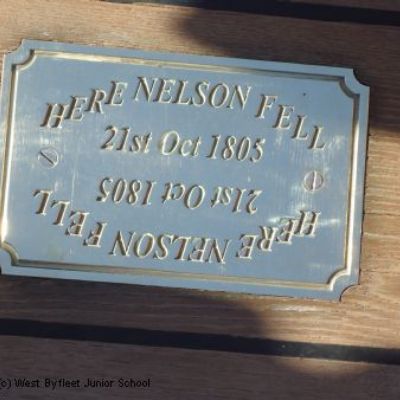 HERE NELSON FELL
21st Oct 1805
21st Oct 1805
HERE NELSON FELL
(c) West Byfleet Junior School